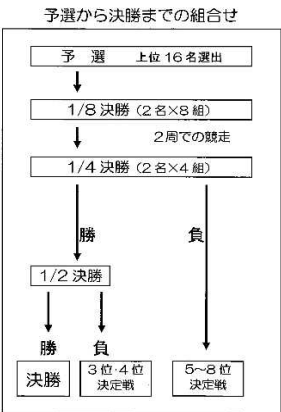 予選から決勝までの組合せ
予 選 上位16名選出
1/8決勝（2名×8組）
2周での競走
1/4決勝（2名×4組）
勝 負
1/2決勝
勝 負
決勝
3位・4位
決定戦
5～8位
決定戦